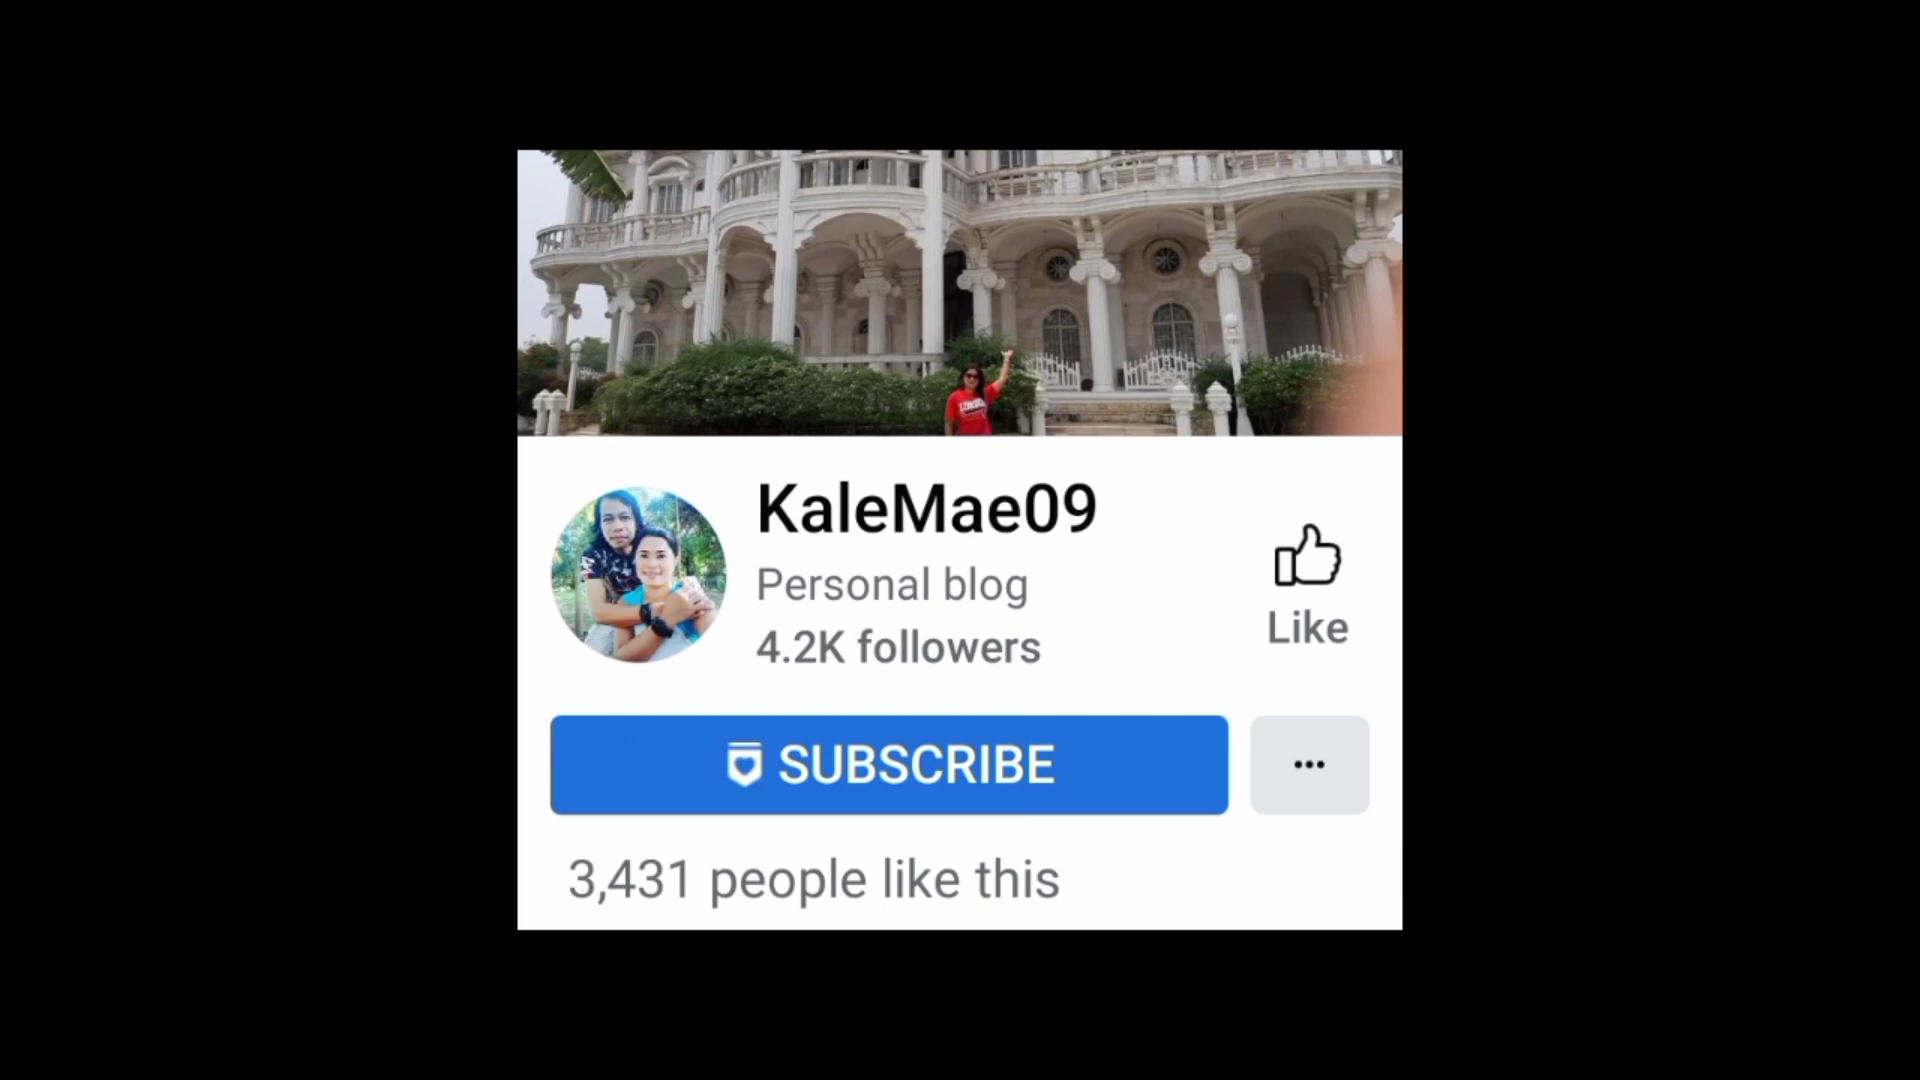 KaleMae09
Personal blog
4.2K followers
Like
SUBSCRIBE
3,431 people like this